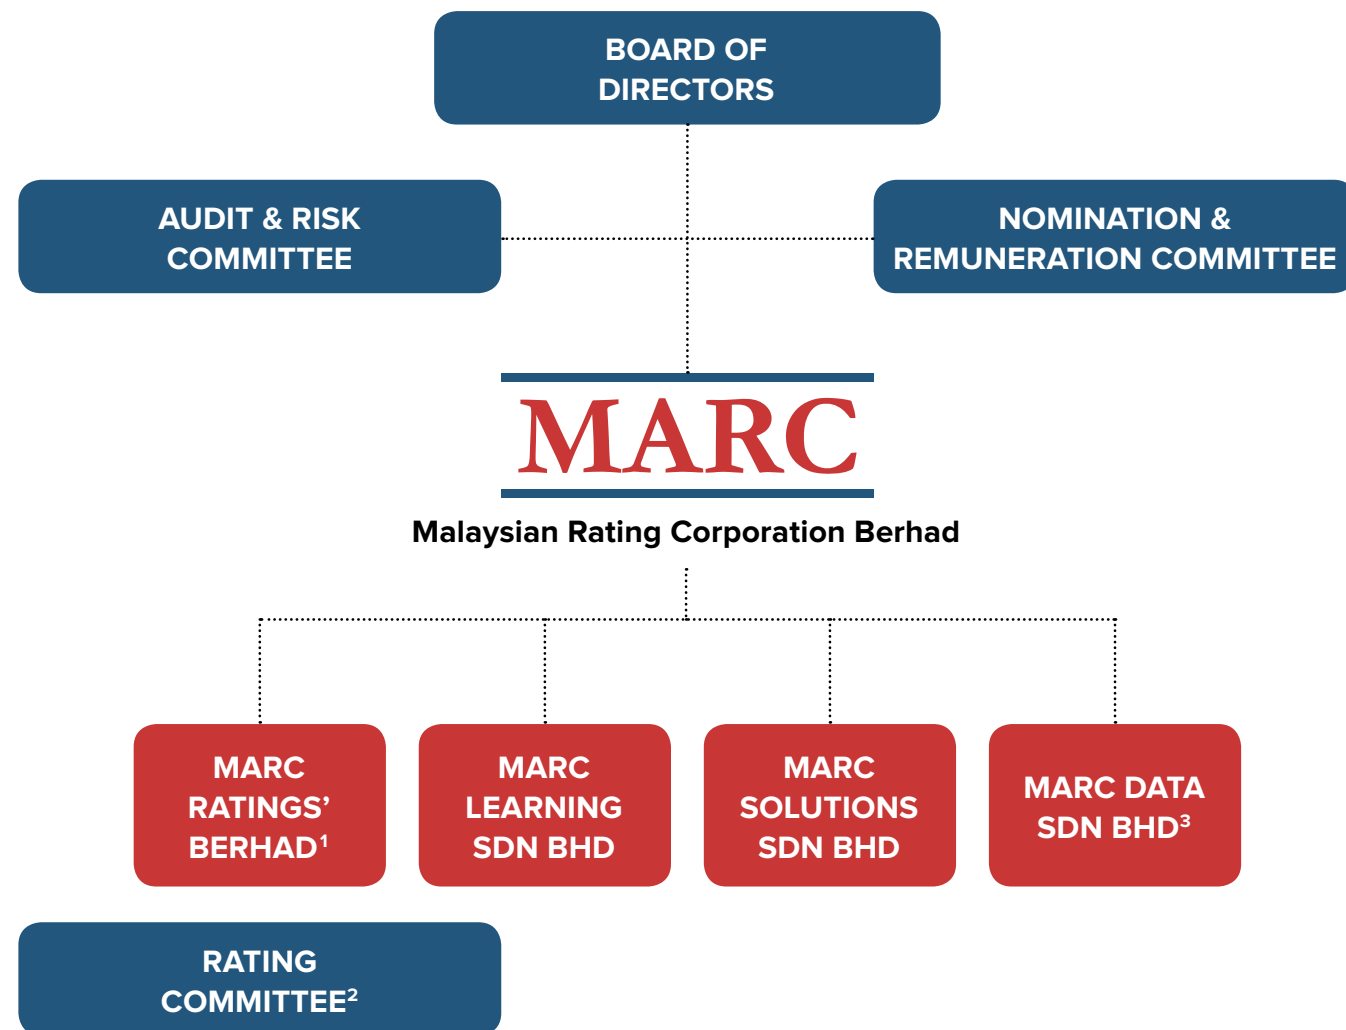 BOARD OF
DIRECTORS
AUDIT & RISK
COMMITTEE
NOMINATION &
REMUNERATION COMMITTEE
MARC
Malaysian Rating Corporation Berhad
MARC
RATINGS’
BERHAD¹
MARC
LEARNING
SDN BHD
MARC
SOLUTIONS
SDN BHD
MARC DATA
SDN BHD³
RATING
COMMITTEE²